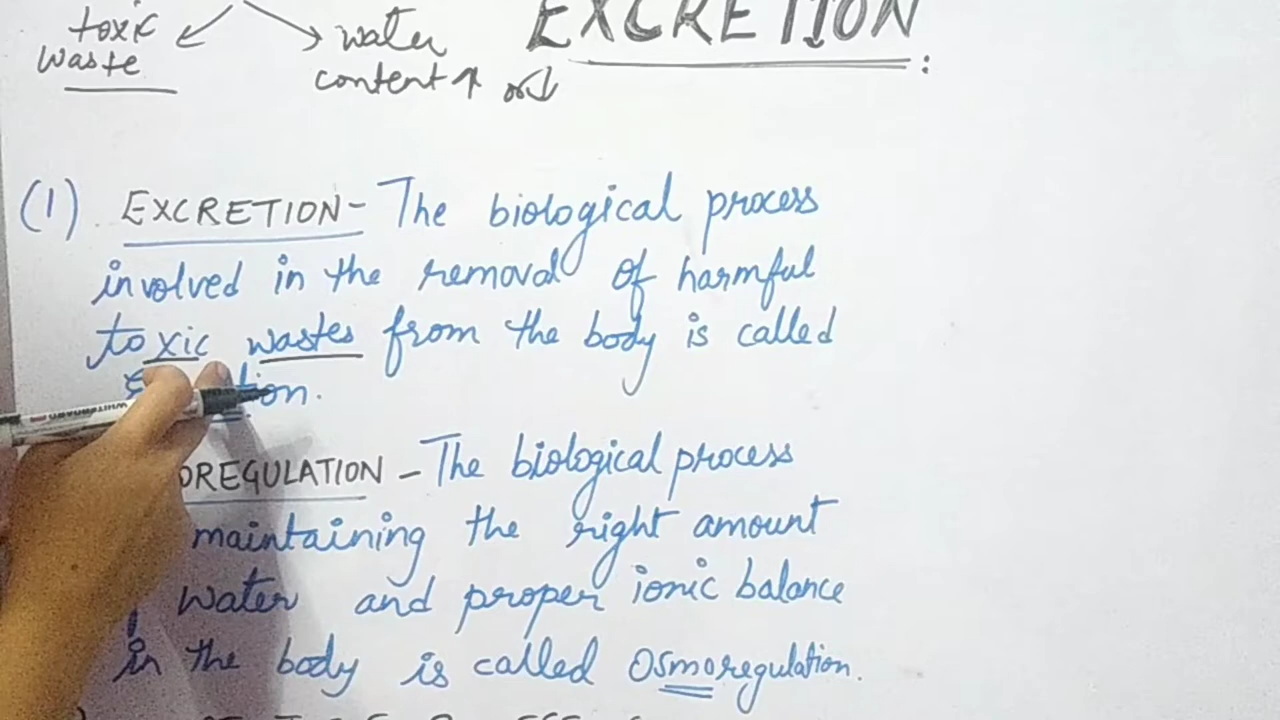 EXCRETION :
toxic water
waste content ↑ or ↓
(1) EXCRETION - The biological process
involved in the removal of harmful
toxic wastes from the body is called
tion.
OREGULATION - The biological process
maintaining the right amount
water and proper ionic balance
in the body is called Osmoregulation.